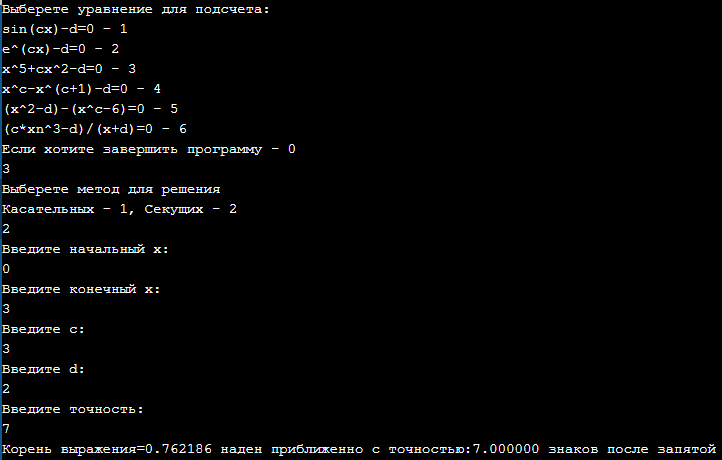 Выберете уравнение для подсчета:
sin(cx)-d=0 - 1
e^(cx)-d=0 - 2
x^5+cx^2-d=0 - 3
x^c-x^(c+1)-d=0 - 4
(x^2-d)-(x^c-6)=0 - 5
(c*xn^3-d)/(x+d)=0 - 6
Если хотите завершить программу - 0
3
Выберете метод для решения
Касательных - 1, Секущих - 2
2
Введите начальный x:
0
Введите конечный x:
3
Введите c:
3
Введите d:
2
Введите точность:
7
Корень выражения=0.762186 наден приближенно с точностью:7.000000 знаков после запятой